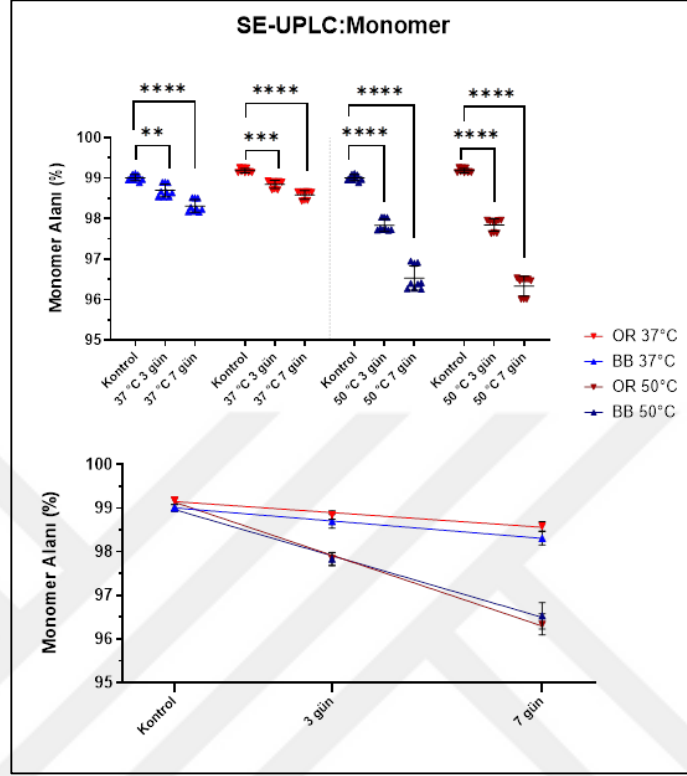 SE-UPLC:Monomer
**** **** **** ****
** *** **** ****
Monomer Alanı (%)
100
99
98
97
96
95
Kontrol
37 °C 3 gün
37 °C 7 gün
Kontrol
37 °C 3 gün
37 °C 7 gün
Kontrol
50 °C 3 gün
50 °C 7 gün
Kontrol
50 °C 3 gün
50 °C 7 gün
OR 37°C
BB 37°C
OR 50°C
BB 50°C
Monomer Alanı (%)
100
99
98
97
96
95
Kontrol
3 gün
7 gün